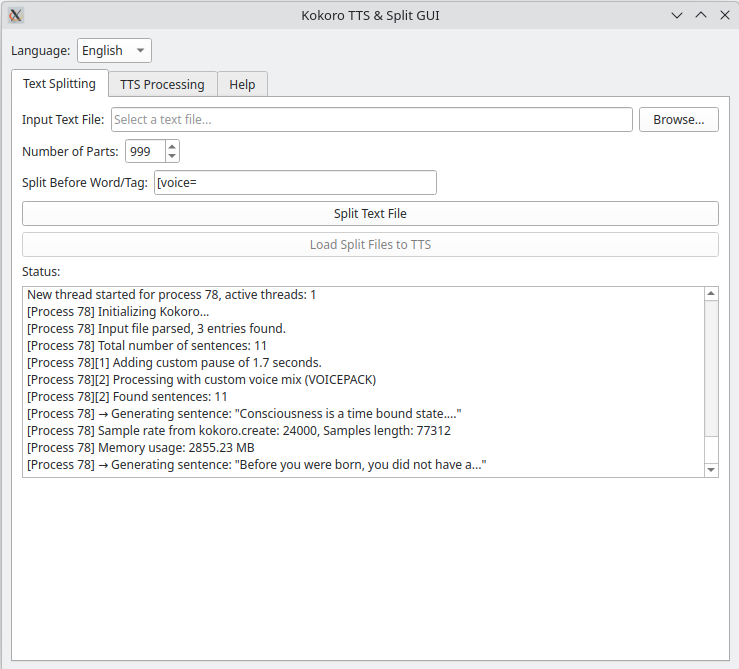 Kokoro TTS & Split GUI
Language: English
Text Splitting TTS Processing Help
Input Text File: Select a text file... Browse...
Number of Parts: 999
Split Before Word/Tag: [voice=
Split Text File
Load Split Files to TTS
Status:
New thread started for process 78, active threads: 1
[Process 78] Initializing Kokoro...
[Process 78] Input file parsed, 3 entries found.
[Process 78] Total number of sentences: 11
[Process 78][1] Adding custom pause of 1.7 seconds.
[Process 78][2] Processing with custom voice mix (VOICEPACK)
[Process 78][2] Found sentences: 11
[Process 78] → Generating sentence: "Consciousness is a time bound state...."
[Process 78] Sample rate from kokoro.create: 24000, Samples length: 77312
[Process 78] Memory usage: 2855.23 MB
[Process 78] → Generating sentence: "Before you were born, you did not have a..."